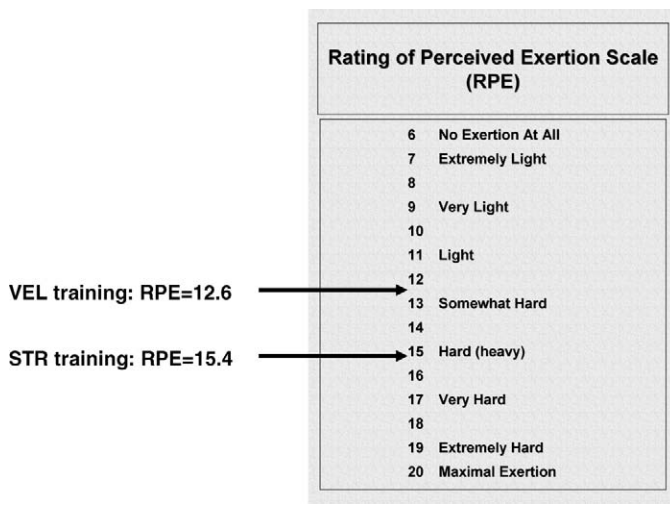 Rating of Perceived Exertion Scale
(RPE)
6 No Exertion At All
7 Extremely Light
8
9 Very Light
10
11 Light
12
VEL training: RPE=12.6
13 Somewhat Hard
14
STR training: RPE=15.4
15 Hard (heavy)
16
17 Very Hard
18
19 Extremely Hard
20 Maximal Exertion